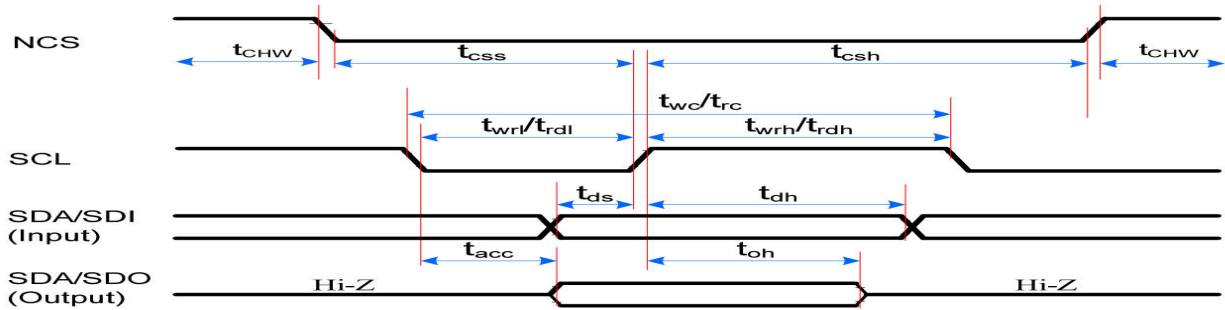 NCS
tCHW
tcss
tcsh
tCHW
twc/trc
twrl/trdl
twrh/trdh
SCL
tds
tdh
SDA/SDI
(Input)
tacc
toh
SDA/SDO
(Output)
Hi-Z
Hi-Z